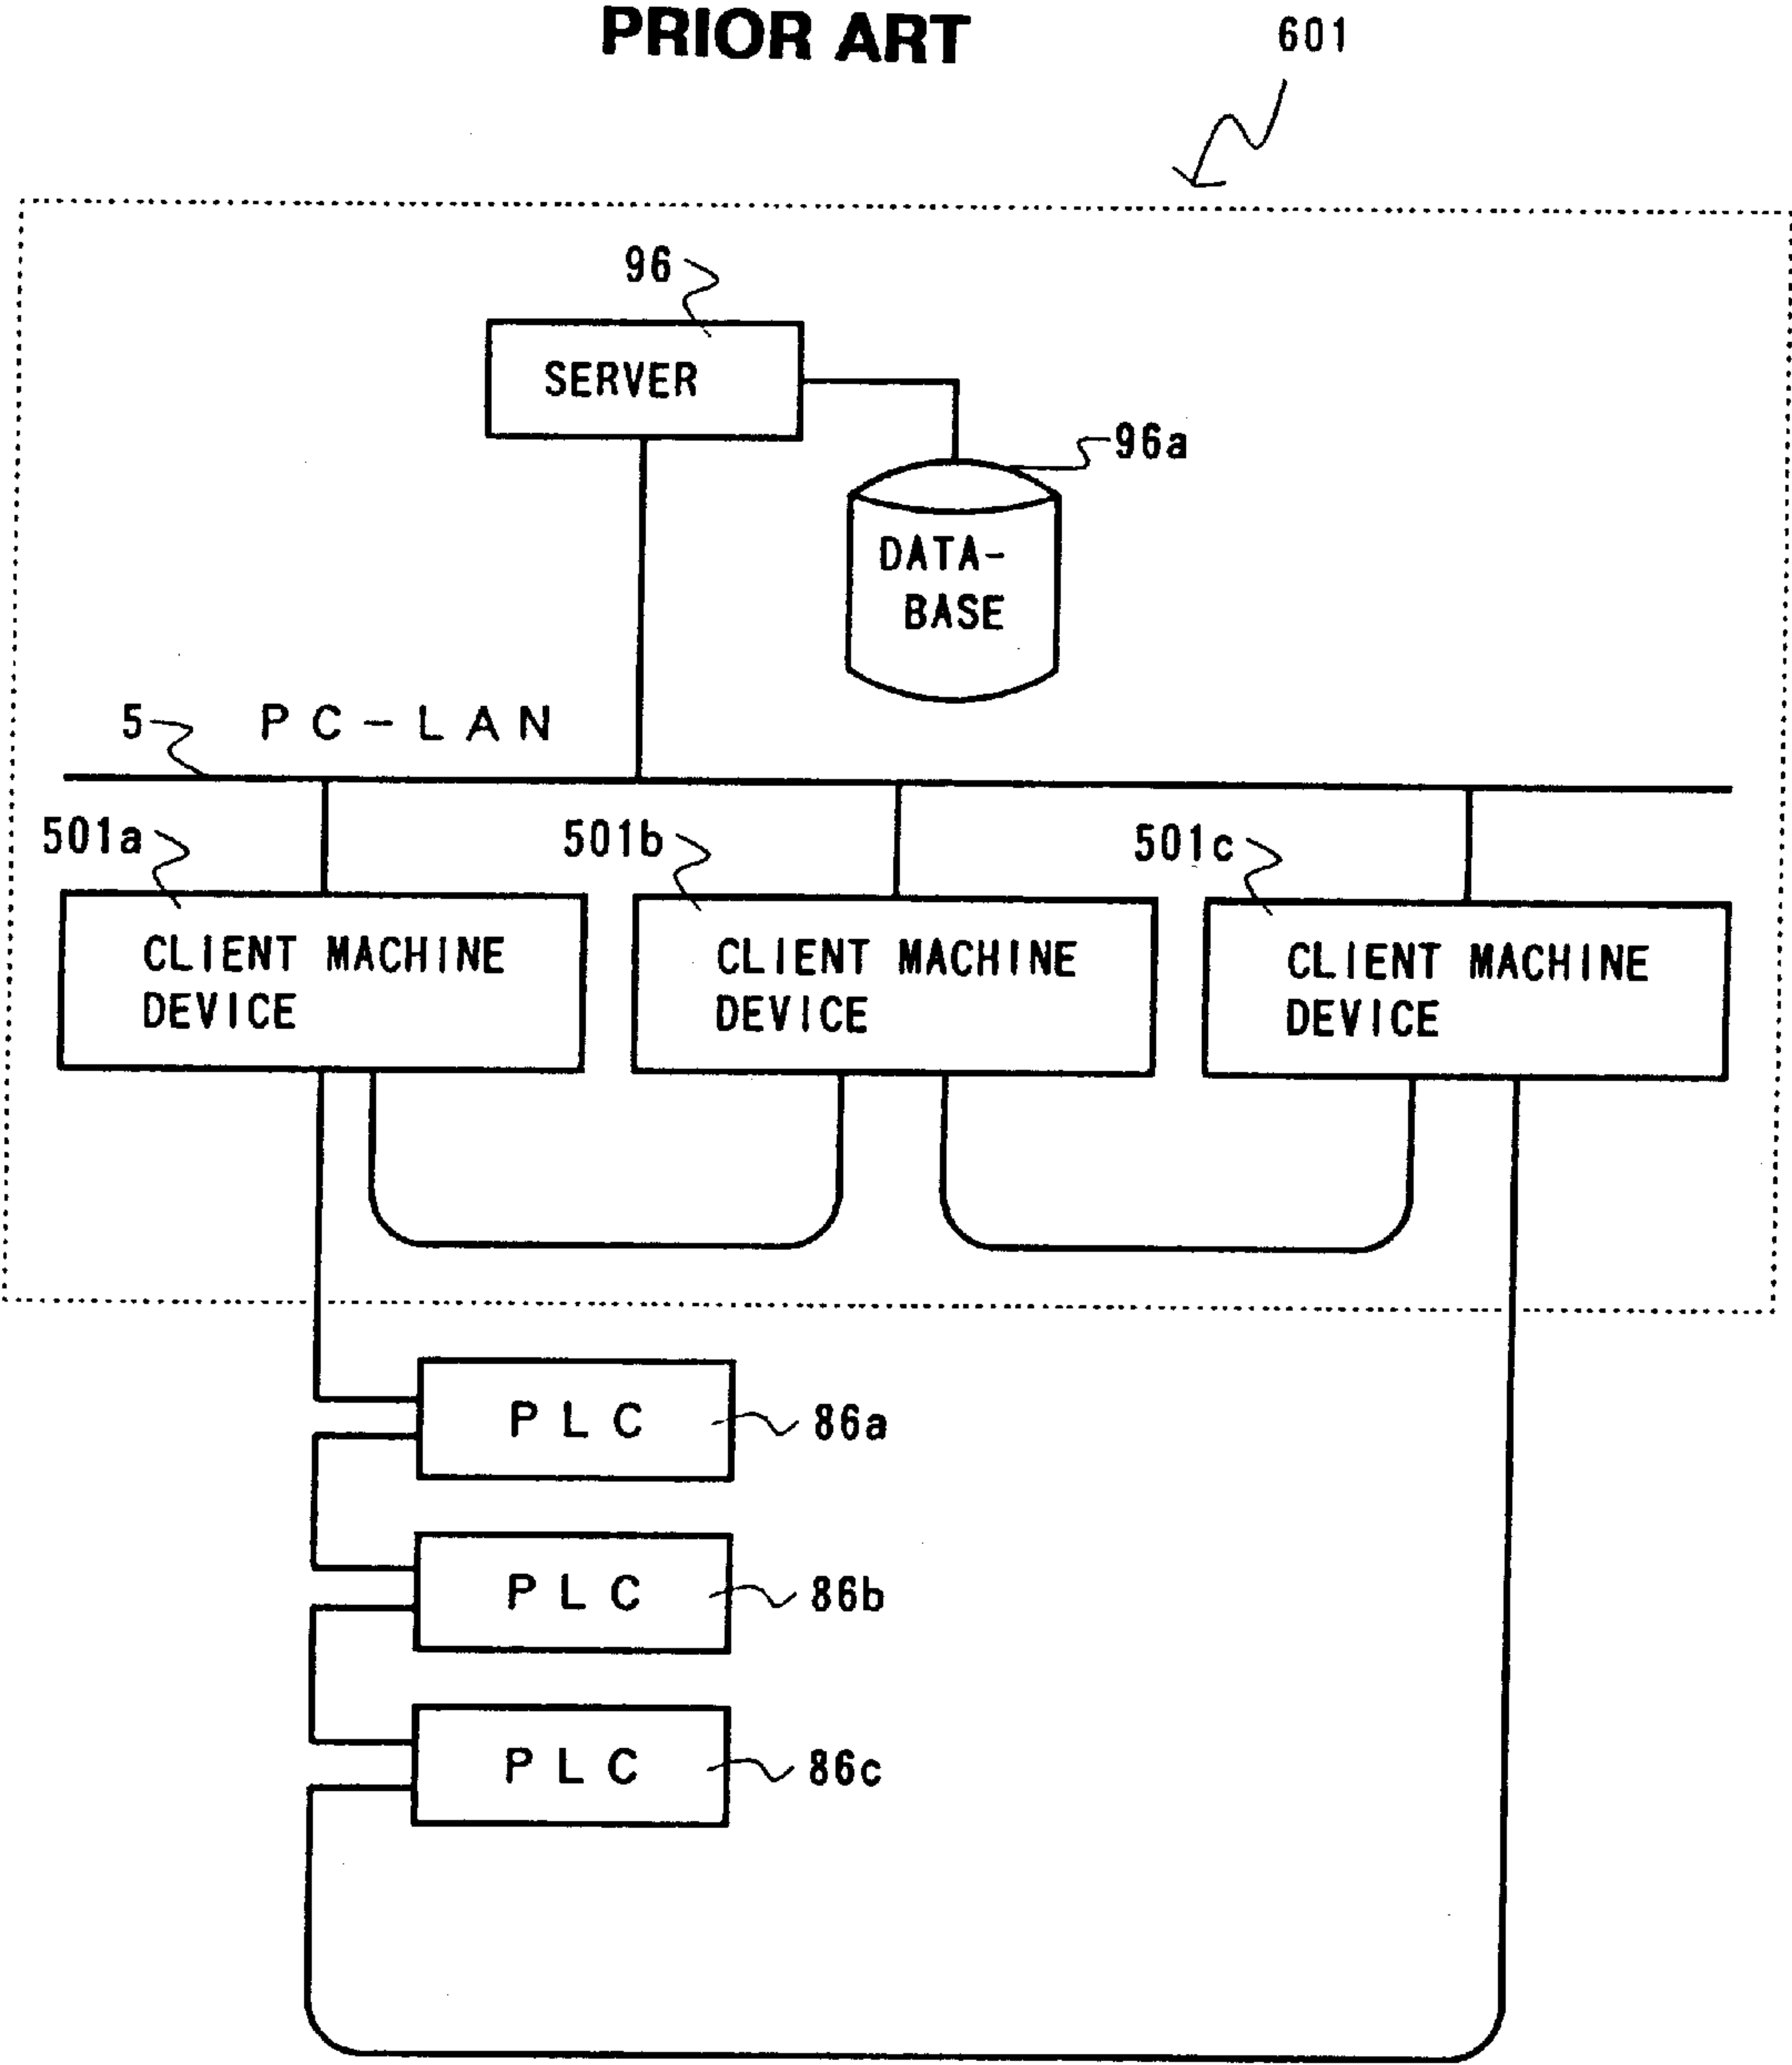 PRIOR ART
601
96
SERVER
96a
DATA-
BASE
5
PC-LAN
501a
501b
501c
CLIENT MACHINE
DEVICE
CLIENT MACHINE
DEVICE
CLIENT MACHINE
DEVICE
PLC
86a
PLC
86b
PLC
86c